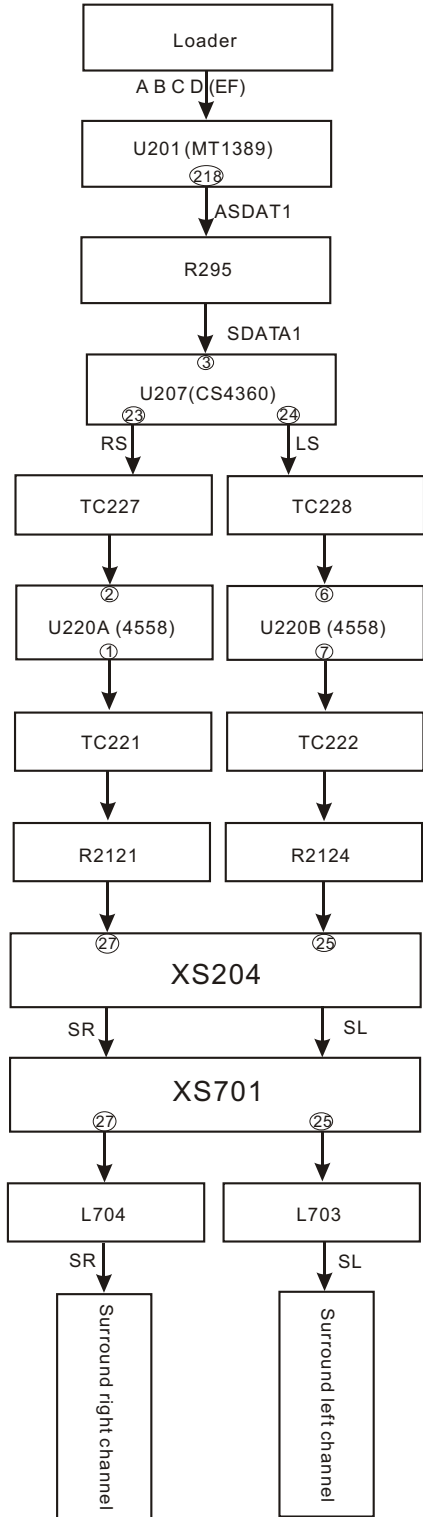 Loader
A B C D (EF)
U201 (MT1389)
218
ASDAT1
R295
SDATA1
3
U207(CS4360)
23 24
RS LS
TC227 TC228
2 6
U220A (4558) U220B (4558)
1 7
TC221 TC222
R2121 R2124
27 25
XS204
SR SL
XS701
27 25
L704 L703
SR SL
Surround right channel
Surround left channel